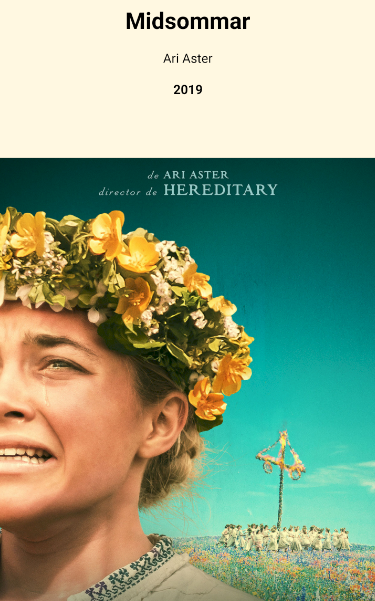 Midsommar
Ari Aster
2019
de ARI ASTER
director de HEREDITARY